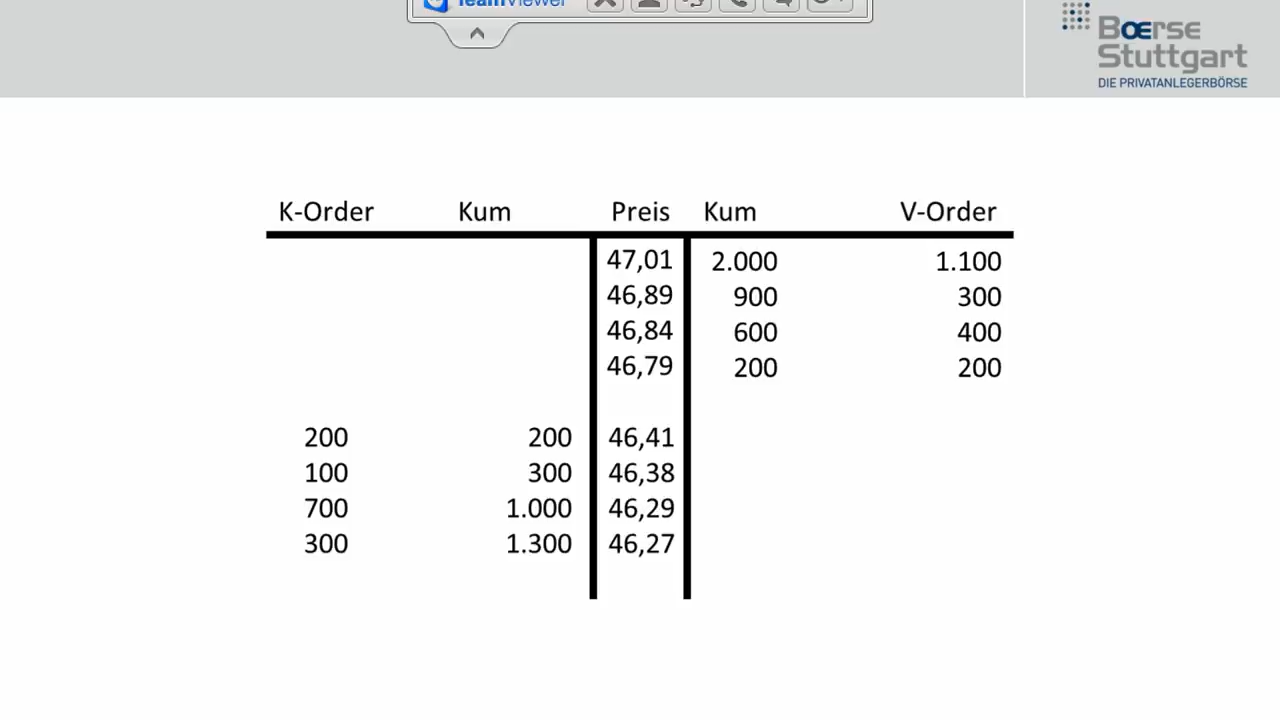 TeamViewer
Boerse
Stuttgart
DIE PRIVATANLEGERBÖRSE
K-Order Kum Preis Kum V-Order
47,01 2.000 1.100
46,89 900 300
46,84 600 400
46,79 200 200
200 200 46,41
100 300 46,38
700 1.000 46,29
300 1.300 46,27